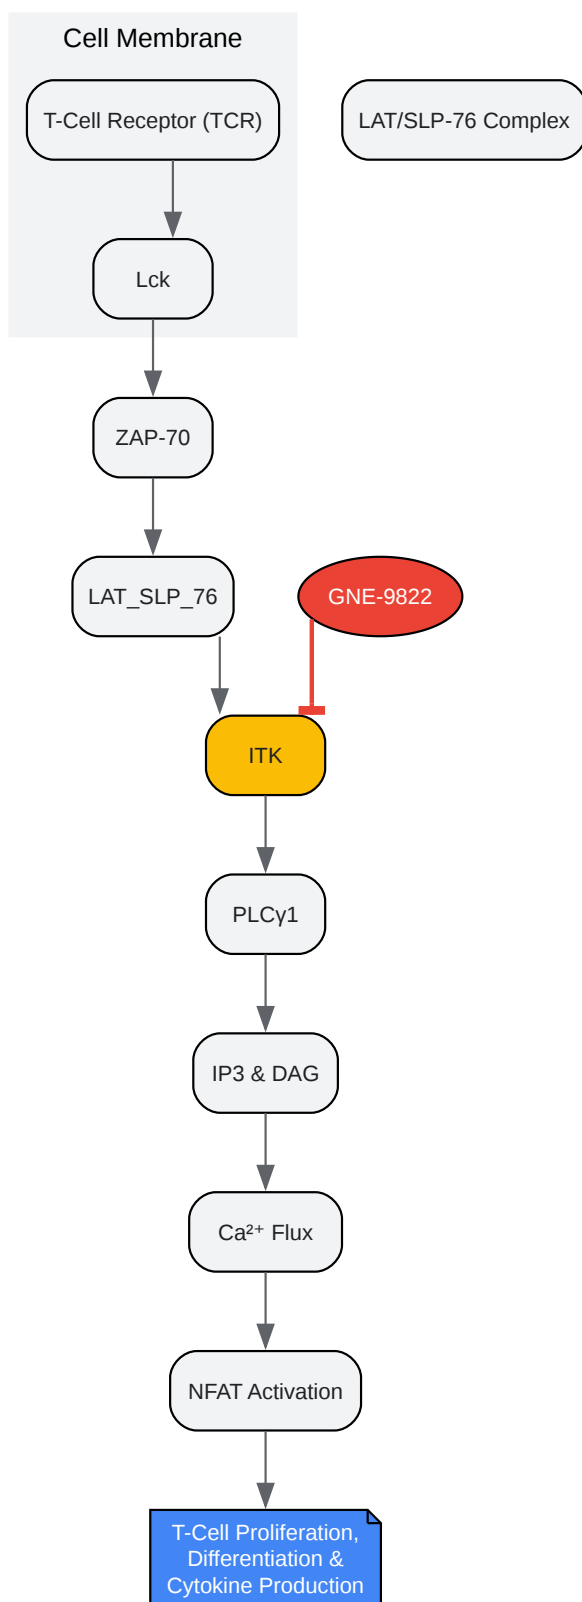 Cell Membrane
T-Cell Receptor (TCR)
LAT/SLP-76 Complex
Lck
ZAP-70
LAT_SLP_76
GNE-9822
ITK
PLCγ1
IP3 & DAG
Ca²⁺ Flux
NFAT Activation
T-Cell Proliferation,
Differentiation &
Cytokine Production